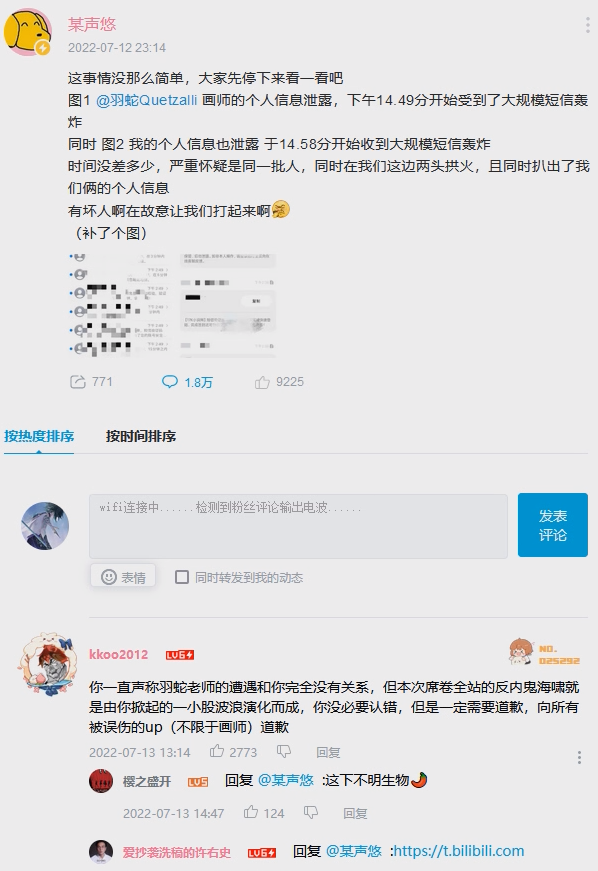 某声悠
2022-07-12 23:14
这事情没那么简单，大家先停下来看一看吧
图1 @羽蛇Quetzalli 画师的个人信息泄露，下午14.49分开始受到了大规模短信轰
炸
同时 图2 我的个人信息也泄露 于14.58分开始收到大规模短信轰炸
时间没差多少，严重怀疑是同一批人，同时在我们这边两头拱火，且同时扒出了我
们俩的个人信息
有坏人啊在故意让我们打起来啊
（补了个图）
771 1.8万 9225
按热度排序 按时间排序
wifi连接中......检测到粉丝评论输出电波......
发表
评论
表情 同时转发到我的动态
kkoo2012 LV6
NO.
025292
你一直声称羽蛇老师的遭遇和你完全没有关系，但本次席卷全站的反内鬼海啸就
是由你掀起的一小股波浪演化而成，你没必要认错，但是一定需要道歉，向所有
被误伤的up（不限于画师）道歉
2022-07-13 13:14 2773 回复
樱之盛开 LV5 回复 @某声悠 :这下不明生物
2022-07-13 14:47 124 回复
爱抄袭洗稿的许右史 LV6 回复 @某声悠 :https://t.bilibili.com